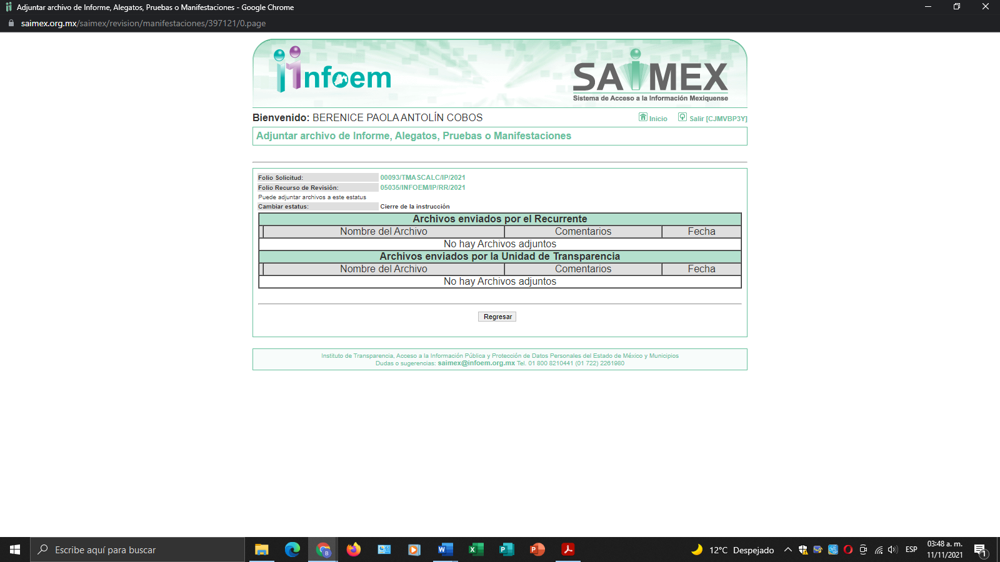 Adjuntar archivo de Informe, Alegatos, Pruebas o Manifestaciones - Google Chrome
saimex.org.mx/saimex/revision/manifestaciones/397121/0.page
infoem
SAIMEX
Sistema de Acceso a la Información Mexiquense
Bienvenido: BERENICE PAOLA ANTOLÍN COBOS
Inicio Salir [CJMVBP3Y]
Adjuntar archivo de Informe, Alegatos, Pruebas o Manifestaciones
Folio Solicitud: 00093/TMASCALC/IP/2021
Folio Recurso de Revisión: 05035/INFOEM/IP/RR/2021
Puede adjuntar archivos a este estatus
Cambiar estatus: Cierre de la instrucción
Archivos enviados por el Recurrente
Nombre del Archivo Comentarios Fecha
No hay Archivos adjuntos
Archivos enviados por la Unidad de Transparencia
Nombre del Archivo Comentarios Fecha
No hay Archivos adjuntos
Regresar
Instituto de Transparencia, Acceso a la Información Pública y Protección de Datos Personales del Estado de México y Municipios
Dudas o sugerencias: saimex@infoem.org.mx Tel. 01 800 8210441 (01 722) 2261980
Escribe aquí para buscar
12°C Despejado
ESP
03:48 a. m.
11/11/2021
1